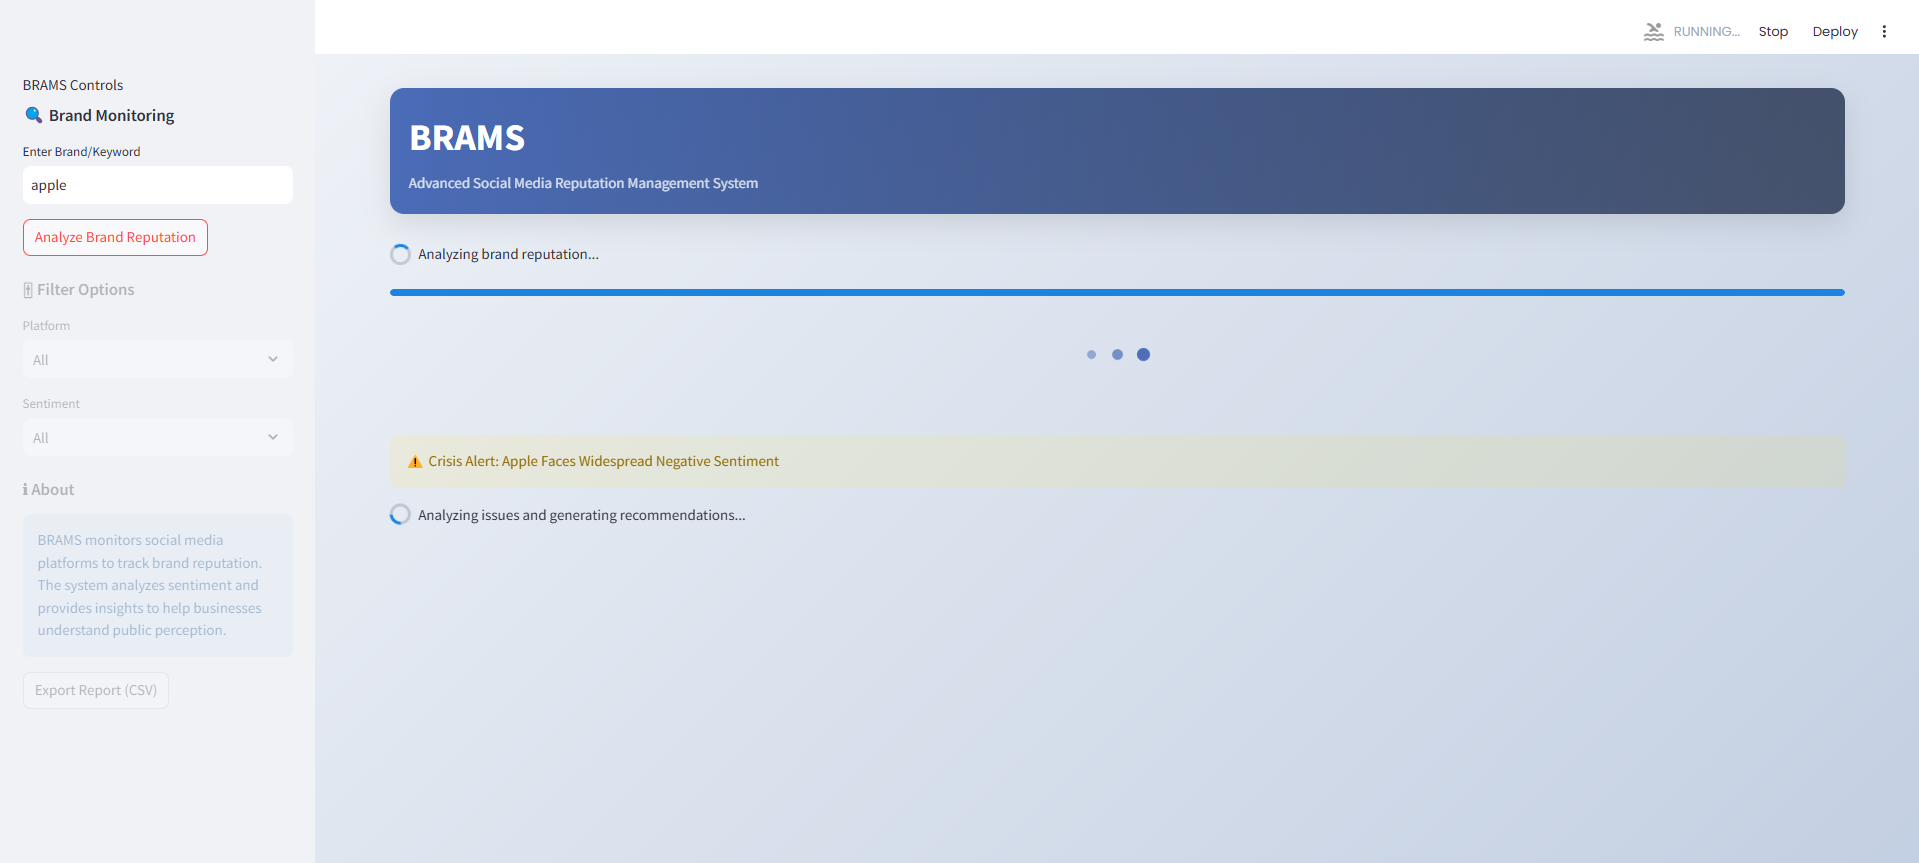 RUNNING...
Stop
Deploy
BRAMS Controls
🔍 Brand Monitoring
Enter Brand/Keyword
apple
Analyze Brand Reputation
Filter Options
Platform
All
Sentiment
All
ℹ About
BRAMS monitors social media
platforms to track brand reputation.
The system analyzes sentiment and
provides insights to help businesses
understand public perception.
Export Report (CSV)
BRAMS
Advanced Social Media Reputation Management System
Analyzing brand reputation...
⚠ Crisis Alert: Apple Faces Widespread Negative Sentiment
Analyzing issues and generating recommendations...